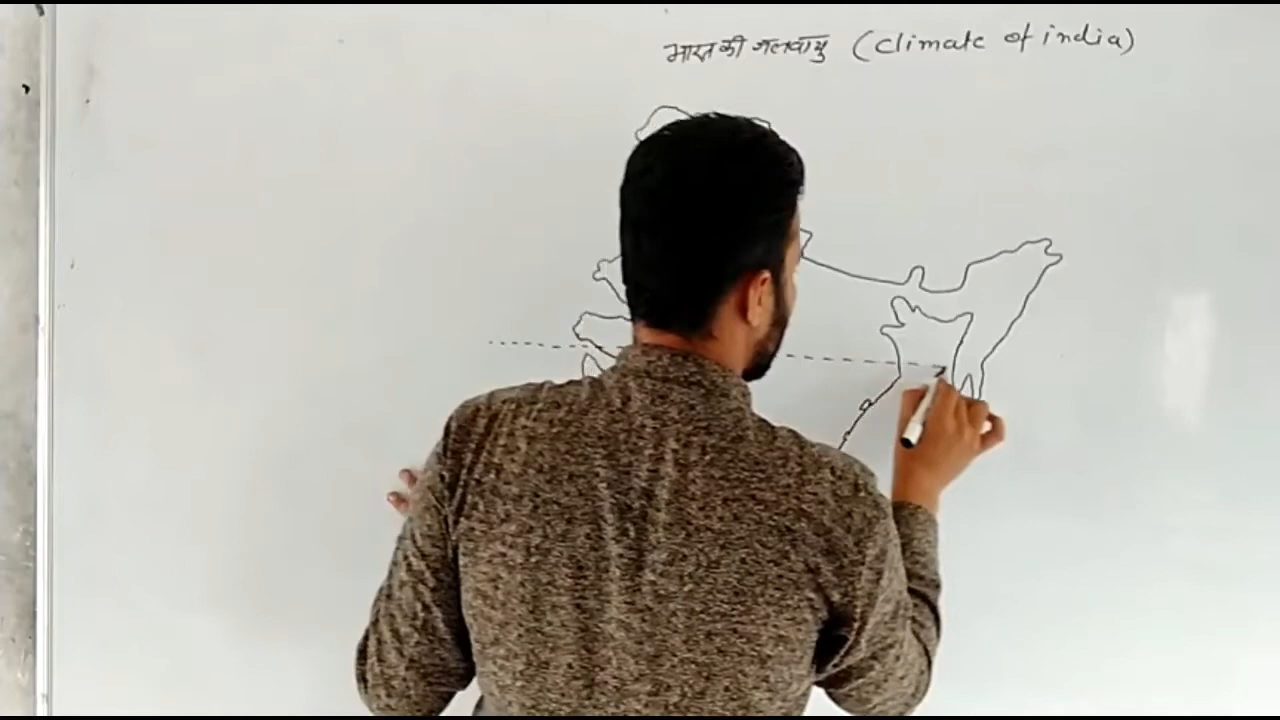 भारत की जलवायु (climate of india)